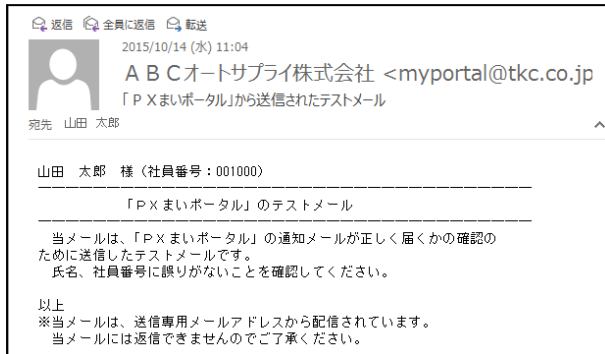 返信 全員に返信 転送
2015/10/14 (水) 11:04
ＡＢＣオートサプライ株式会社 <myportal@tkc.co.jp
「ＰＸまいポータル」から送信されたテストメール
宛先 山田 太郎
山田　太郎　様（社員番号：001000）
「ＰＸまいポータル」のテストメール
当メールは、「ＰＸまいポータル」の通知メールが正しく届くかの確認の
ために送信したテストメールです。
氏名、社員番号に誤りがないことを確認してください。
以上
※当メールは、送信専用メールアドレスから配信されています。
当メールには返信できませんのでご了承ください。